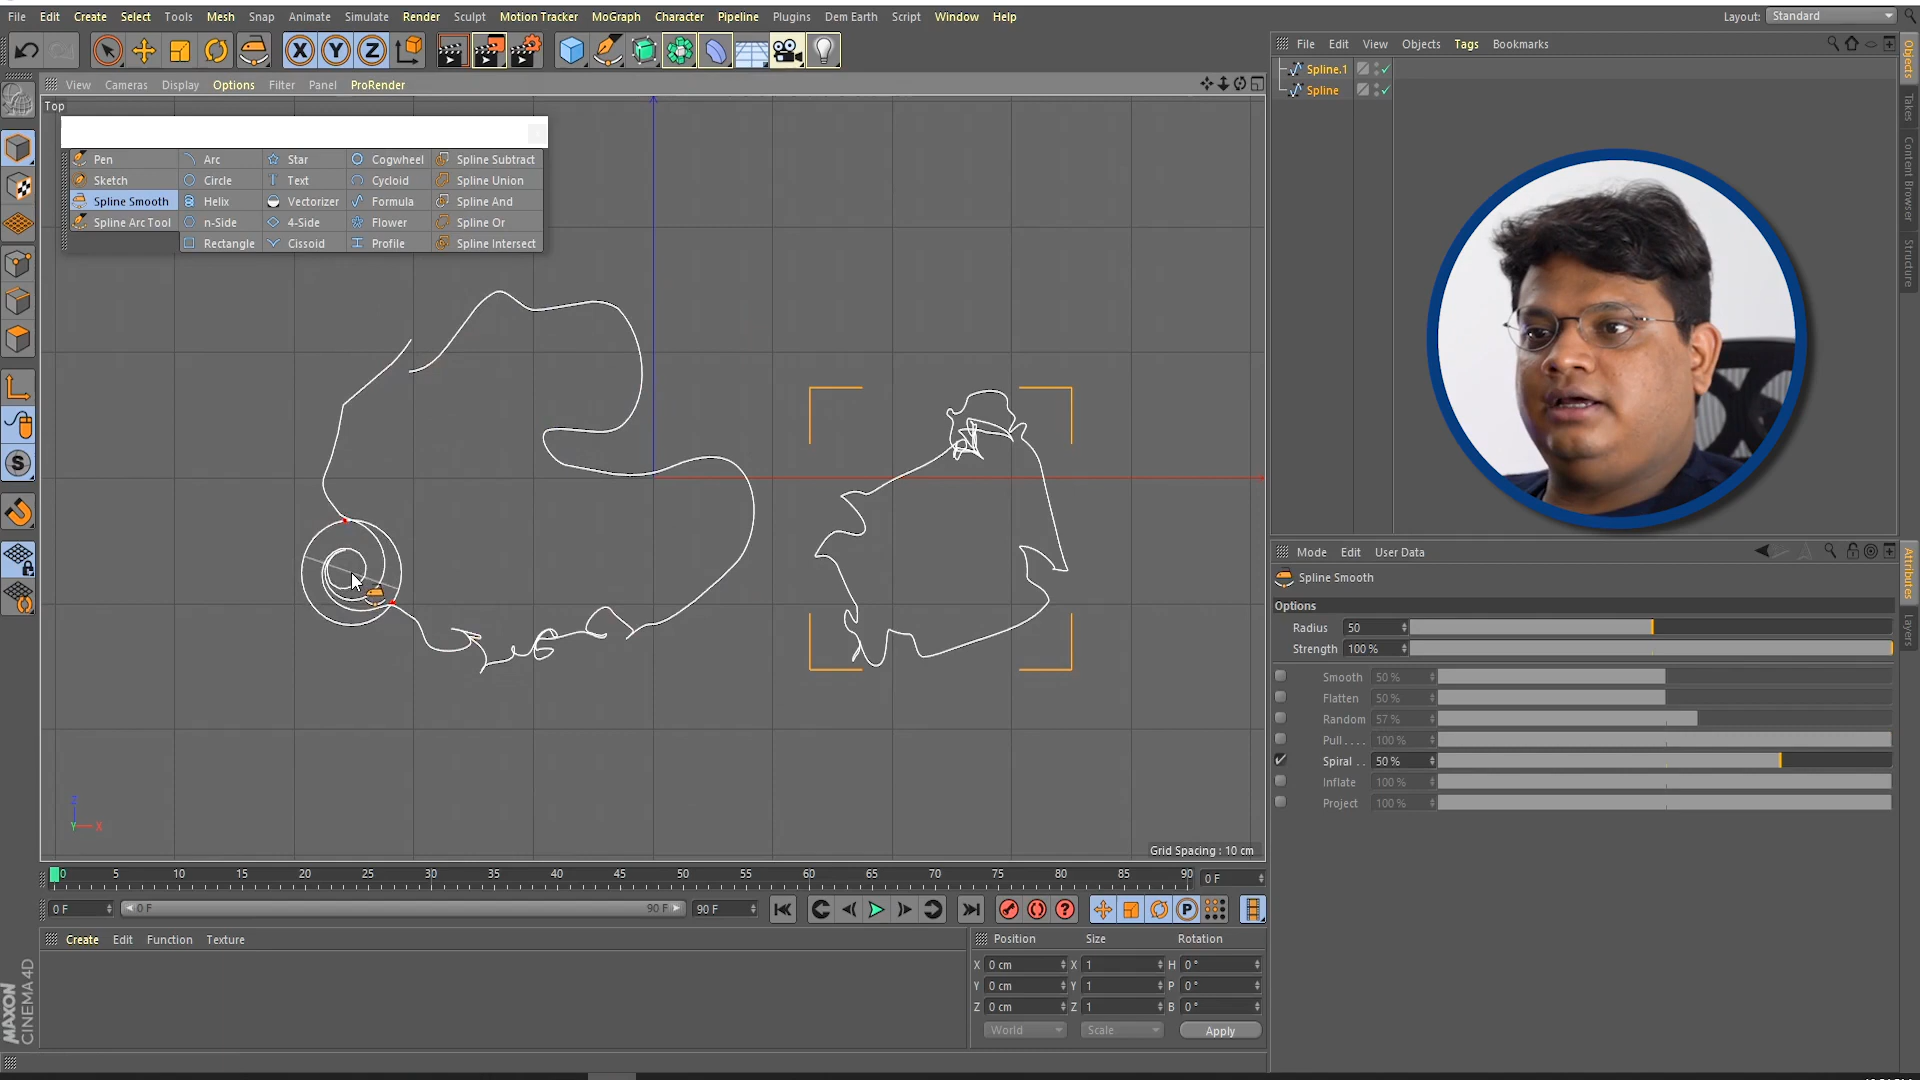 File Edit Create Select Tools Mesh Snap Animate Simulate Render Sculpt Motion Tracker MoGraph Character Pipeline Plugins Dem Earth Script Window Help Layout: Standard
File Edit View Objects Tags Bookmarks
View Cameras Display Options Filter Panel ProRender
Top
Spline.1
Spline
Pen Arc Star Cogwheel Spline Subtract
Sketch Circle Text Cycloid Spline Union
Spline Smooth Helix Vectorizer Formula Spline And
Spline Arc Tool n-Side 4-Side Flower Spline Or
Rectangle Cissoid Profile Spline Intersect
Objects
Takes
Content Browser
Structure
Mode Edit User Data
Spline Smooth
Options
Radius 50
Strength 100 %
Smooth 50 %
Flatten 50 %
Random 57 %
Pull . . . . 100 %
Spiral . . 50 %
Inflate 100 %
Project 100 %
Attributes
Layers
Z
Y X
Grid Spacing : 10 cm
0 5 10 15 20 25 30 35 40 45 50 55 60 65 70 75 80 85 90 0 F
0 F 0 F 90 F 90 F
Create Edit Function Texture
Position Size Rotation
X 0 cm X 1 H 0 °
Y 0 cm Y 1 P 0 °
Z 0 cm Z 1 B 0 °
World Scale Apply
MAXON
CINEMA 4D